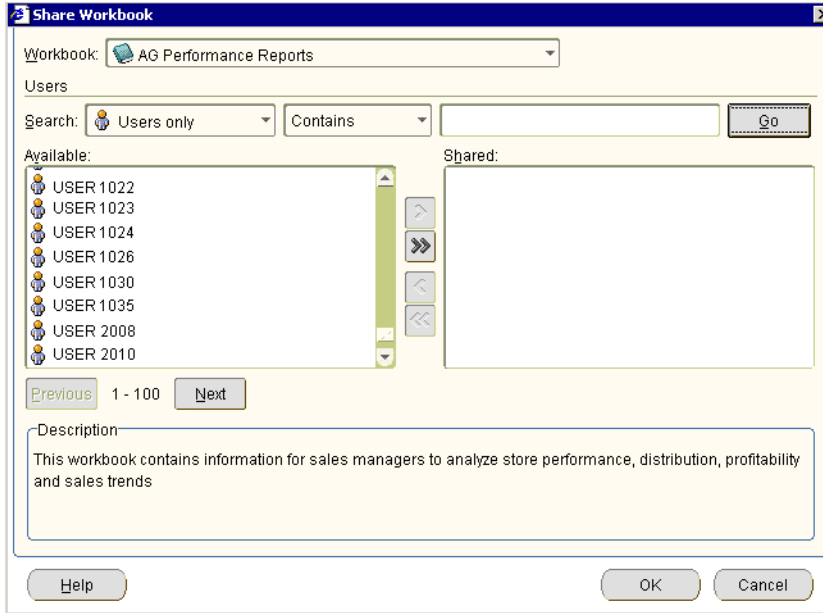 Share Workbook
Workbook: AG Performance Reports
Users
Search: Users only Contains Go
Available: Shared:
USER 1022
USER 1023
USER 1024
USER 1026
USER 1030
USER 1035
USER 2008
USER 2010
Previous 1 - 100 Next
Description
This workbook contains information for sales managers to analyze store performance, distribution, profitability
and sales trends
Help OK Cancel